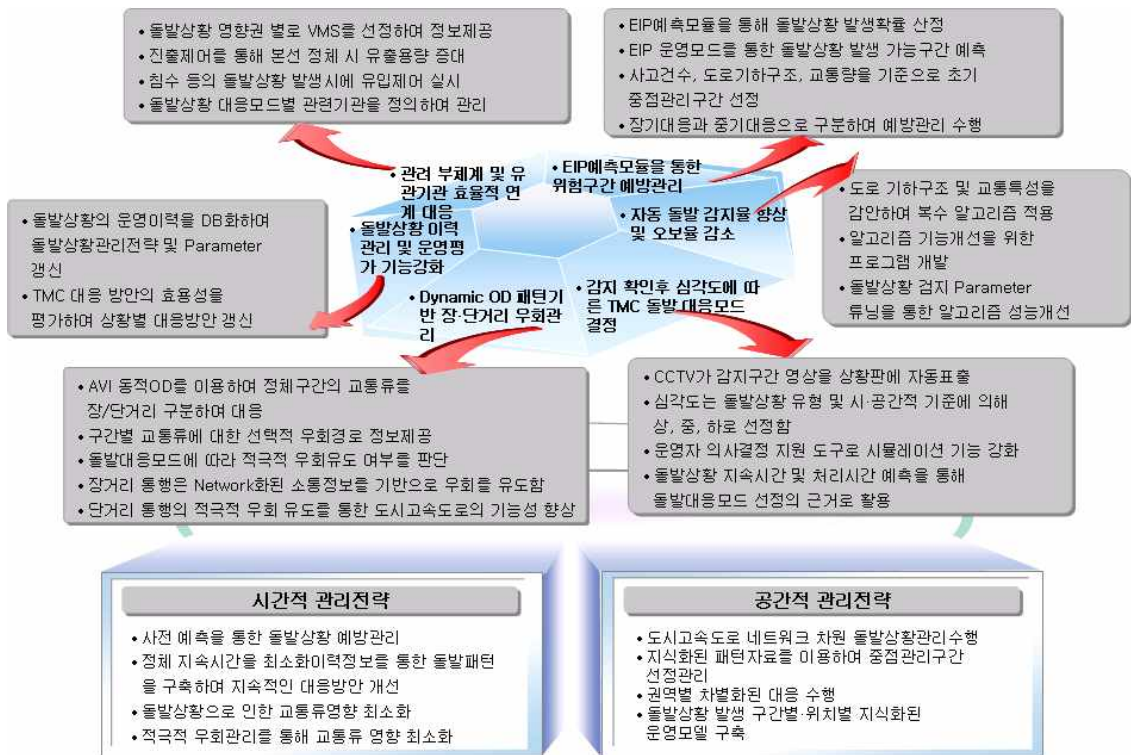 • 돌발상황 영향권 별로 VMS를 선정하여 정보제공
• 진출제어를 통해 본선 정체 시 유출용량 증대
• 침수 등의 돌발상황 발생시에 유입제어 실시
• 돌발상황 대응모드별 관련기관을 정의하여 관리
• EIP예측모듈을 통해 돌발상황 발생확률 산정
• EIP 운영모드를 통한 돌발상황 발생 가능구간 예측
• 사고건수, 도로기하구조, 교통량을 기준으로 초기
중점관리구간 선정
• 장기대응과 중기대응으로 구분하여 예방관리 수행
• 관려 부체계 및 유
관기관 효율적 연
계 대응
• EIP예측모듈을 통한
위험구간 예방관리
• 자동 돌발 감지율 향상
및 오보율 감소
• 돌발상황 이력
관리 및 운영평
가 기능강화
• Dynamic OD 패턴기
반 장·단거리 우회관
리
• 감지 확인후 심각도에 따
른 TMC 돌발 대응모드
결정
• 돌발상황의 운영이력을 DB화하여
돌발상황관리전략 및 Parameter
갱신
• TMC 대응 방안의 효용성을
평가하여 상황별 대응방안 갱신
• 도로 기하구조 및 교통특성을
감안하여 복수 알고리즘 적용
• 알고리즘 기능개선을 위한
프로그램 개발
• 돌발상황 검지 Parameter
튜닝을 통한 알고리즘 성능개선
• AVI 동적OD를 이용하여 정체구간의 교통류를
장/단거리 구분하여 대응
• 구간별 교통류에 대한 선택적 우회경로 정보제공
• 돌발대응모드에 따라 적극적 우회유도 여부를 판단
• 장거리 통행은 Network화된 소통정보를 기반으로 우회를 유도함
• 단거리 통행의 적극적 우회 유도를 통한 도시고속도로의 기능성 향상
• CCTV가 감지구간 영상을 상황판에 자동표출
• 심각도는 돌발상황 유형 및 시·공간적 기준에 의해
상, 중, 하로 선정함
• 운영자 의사결정 지원 도구로 시뮬레이션 기능 강화
• 돌발상황 지속시간 및 처리시간 예측을 통해
돌발대응모드 선정의 근거로 활용
시간적 관리전략
• 사전 예측을 통한 돌발상황 예방관리
• 정체 지속시간을 최소화이력정보를 통한 돌발패턴
을 구축하여 지속적인 대응방안 개선
• 돌발상황으로 인한 교통류영향 최소화
• 적극적 우회관리를 통해 교통류 영향 최소화
공간적 관리전략
• 도시고속도로 네트워크 차원 돌발상황관리수행
• 지식화된 패턴자료를 이용하여 중점관리구간
선정관리
• 권역별 차별화된 대응 수행
• 돌발상황 발생 구간별·위치별 지식화된
운영모델 구축